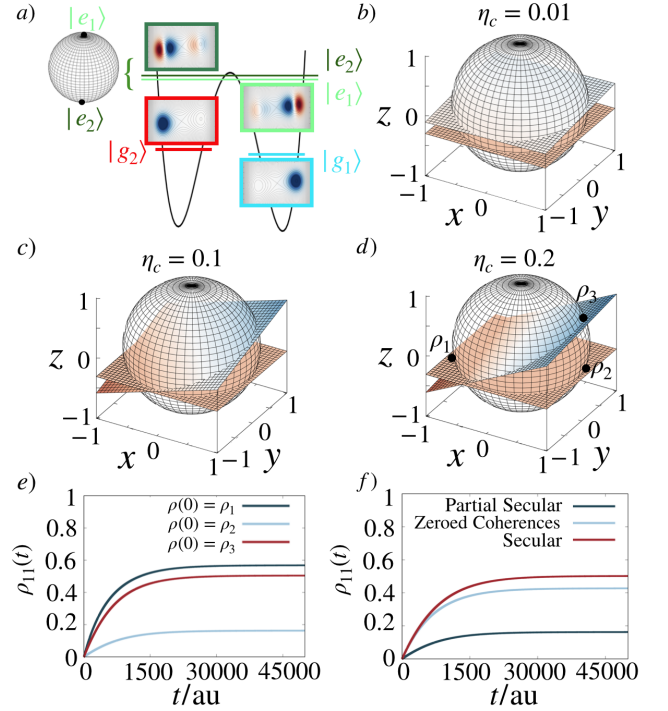 a)
|e₁⟩
|e₂⟩
{
|e₂⟩
|e₁⟩
|g₂⟩
|g₁⟩
b)
η_c = 0.01
z
1
0
−1
−1
x
0
1
−1
y
0
1
c)
η_c = 0.1
z
1
0
−1
−1
x
0
1
−1
y
0
1
d)
η_c = 0.2
z
1
0
−1
−1
x
0
1
−1
y
0
1
ρ₁
ρ₂
ρ₃
e)
ρ₁₁(t)
1
0.8
0.6
0.4
0.2
0
ρ(0) = ρ₁
ρ(0) = ρ₂
ρ(0) = ρ₃
0 1500 30000 45000
t/au
f)
ρ₁₁(t)
1
0.8
0.6
0.4
0.2
0
Partial Secular
Zeroed Coherences
Secular
0 1500 30000 45000
t/au